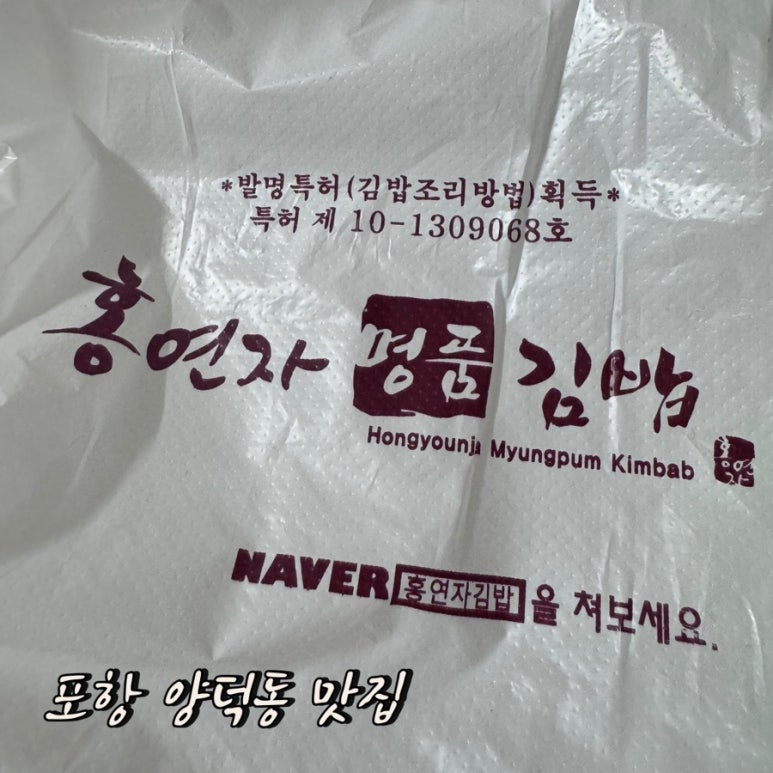 *발명특허(김밥조리방법)획득*
특허 제 10-1309068호
홍연자 명품 김밥
Hongyounja Myungpum Kimbab
NAVER 홍연자김밥 을 쳐보세요.
포항 양덕동 맛집